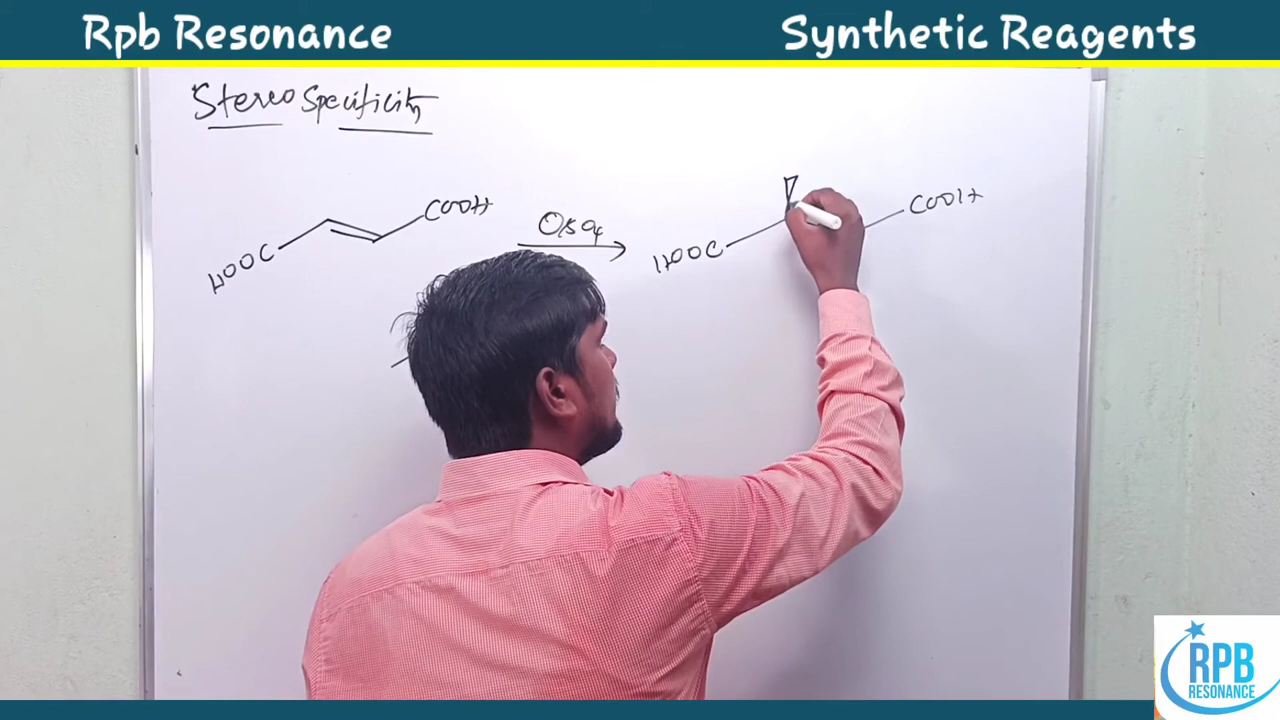 Rpb Resonance
Synthetic Reagents
Stereo Specificity
HOOC
COOH
OsO4
HOOC
COOH
RPB
RESONANCE